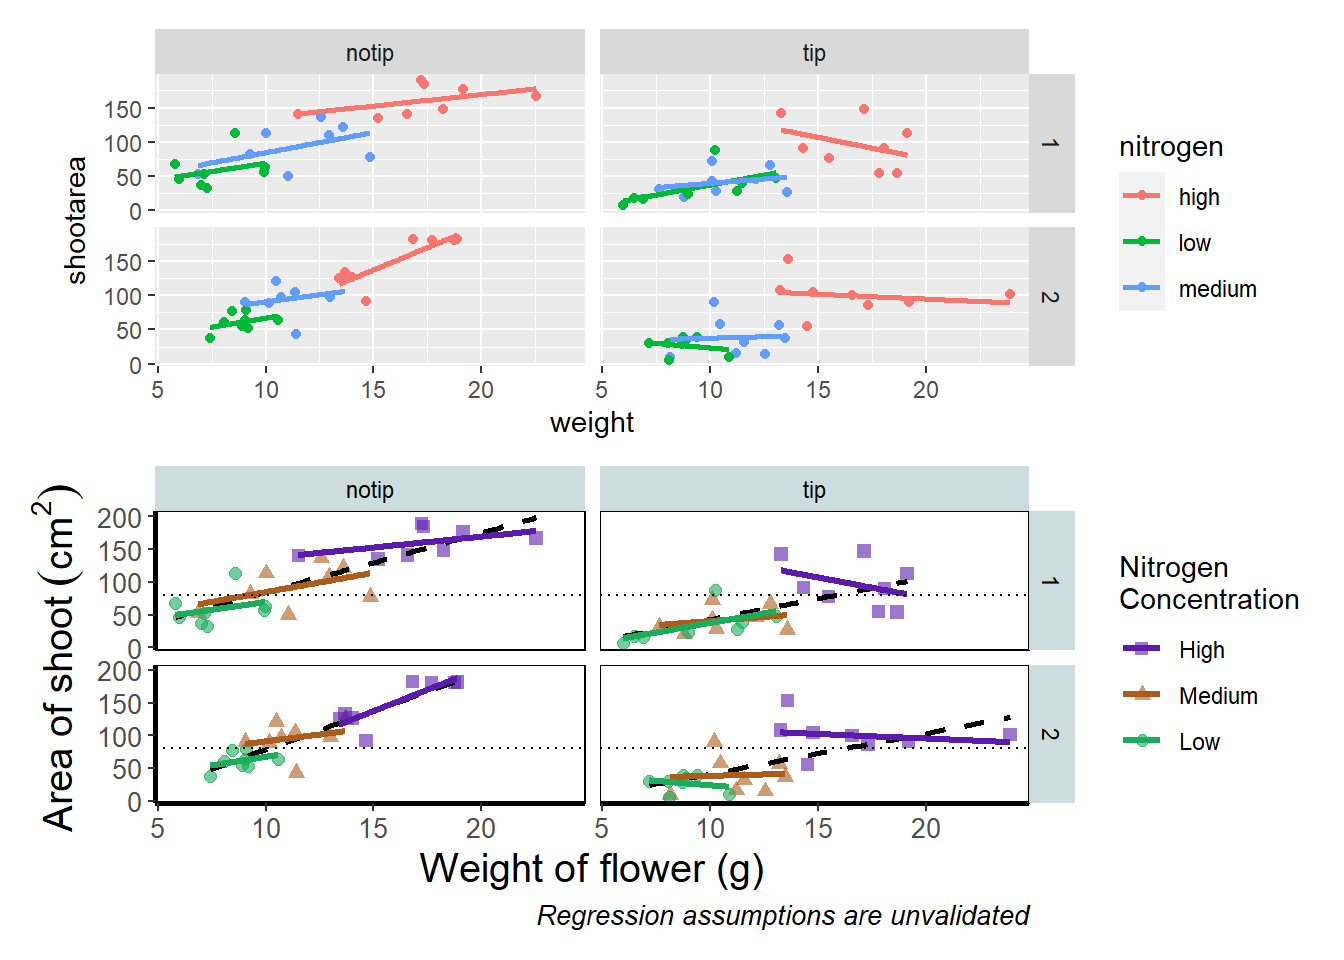 notip
tip
shootarea
150
100
50
0
1
150
100
50
0
2
5
10
15
20
5
10
15
20
weight
nitrogen
high
low
medium
notip
tip
Area of shoot (cm²)
200
150
100
50
0
1
200
150
100
50
0
2
5
10
15
20
5
10
15
20
Weight of flower (g)
Nitrogen
Concentration
High
Medium
Low
Regression assumptions are unvalidated